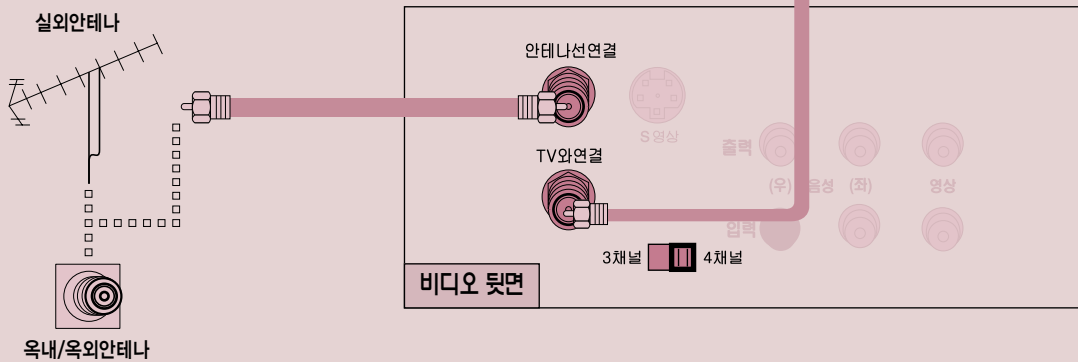 실외안테나
안테나선연결
S영상
TV와연결
출력
(우) 음성 (좌) 영상
입력
3채널 4채널
비디오 뒷면
옥내/옥외안테나